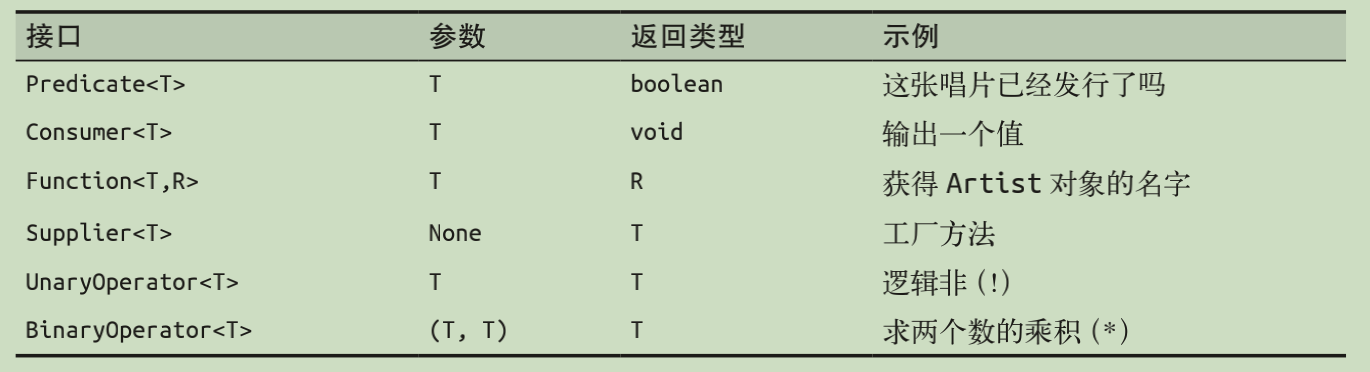 接口 参数 返回类型 示例
Predicate<T> T boolean 这张唱片已经发行了吗
Consumer<T> T void 输出一个值
Function<T,R> T R 获得 Artist 对象的名字
Supplier<T> None T 工厂方法
UnaryOperator<T> T T 逻辑非 (!)
BinaryOperator<T> (T, T) T 求两个数的乘积 (*)